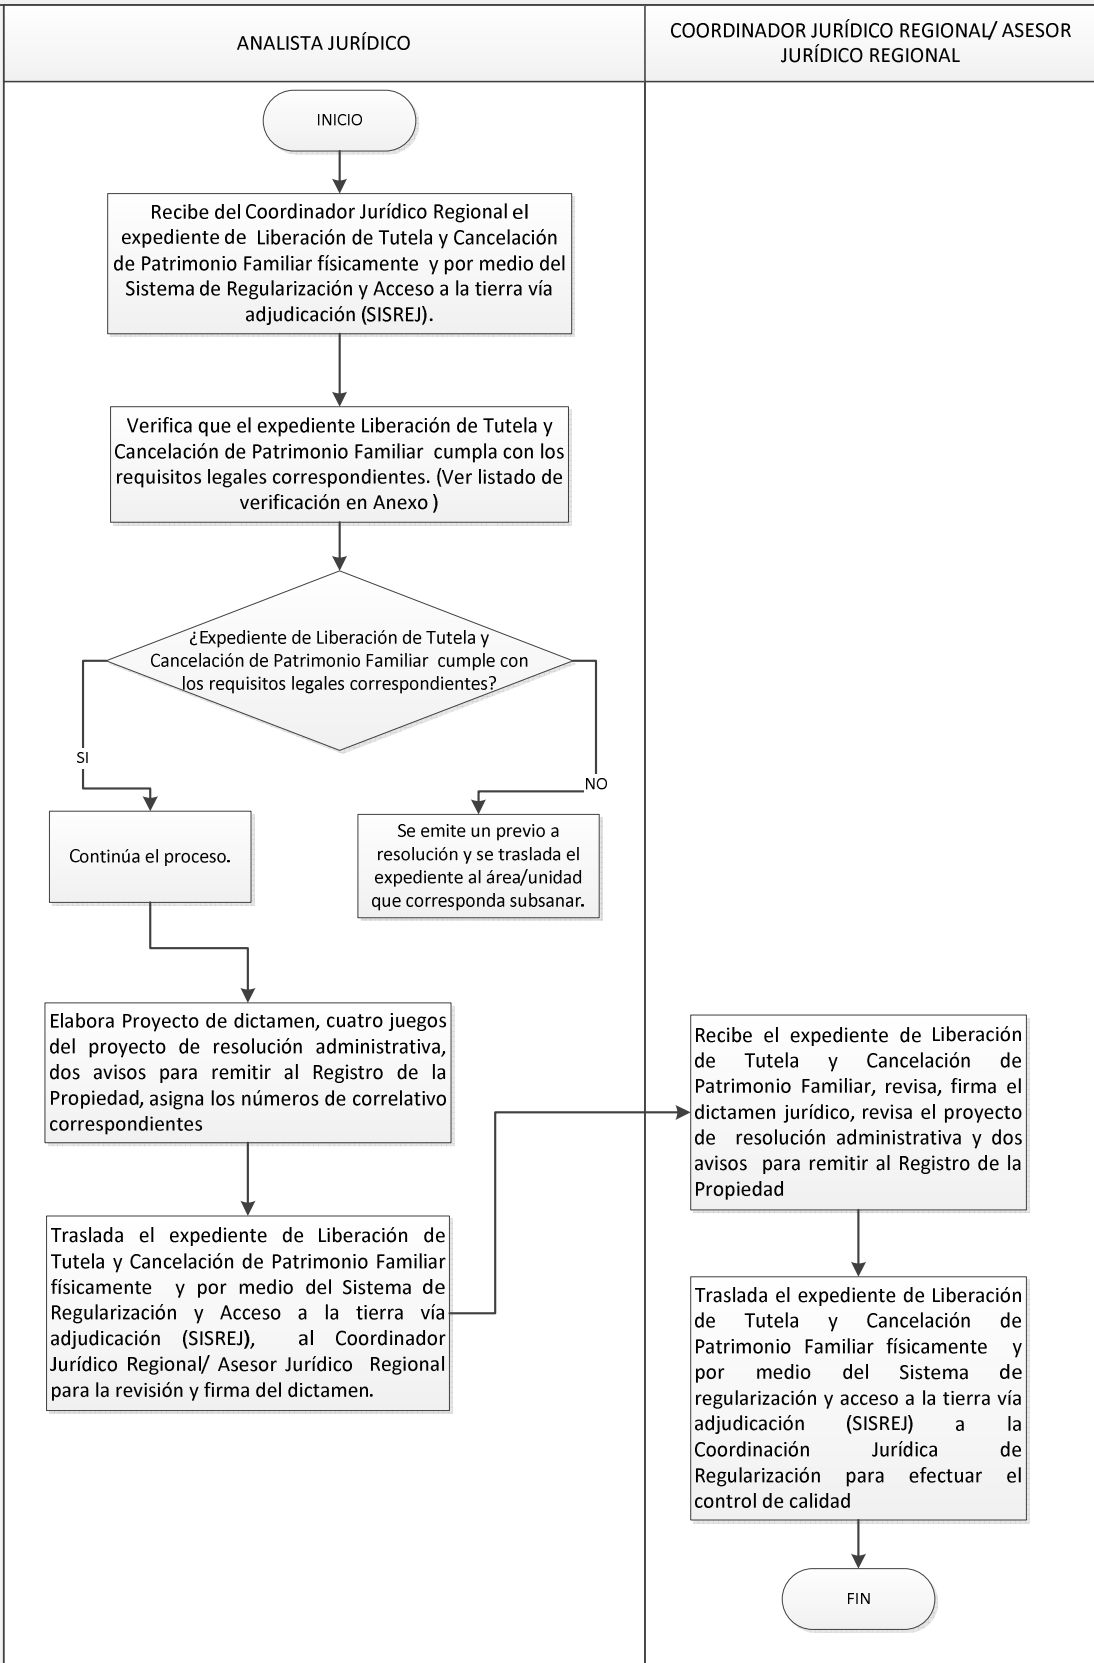 ANALISTA JURÍDICO
COORDINADOR JURÍDICO REGIONAL/ ASESOR
JURÍDICO REGIONAL
INICIO
Recibe del Coordinador Jurídico Regional el
expediente de Liberación de Tutela y Cancelación
de Patrimonio Familiar físicamente y por medio del
Sistema de Regularización y Acceso a la tierra vía
adjudicación (SISREJ).
Verifica que el expediente Liberación de Tutela y
Cancelación de Patrimonio Familiar cumpla con los
requisitos legales correspondientes. (Ver listado de
verificación en Anexo )
¿Expediente de Liberación de Tutela y
Cancelación de Patrimonio Familiar cumple con
los requisitos legales correspondientes?
SI
NO
Continúa el proceso.
Se emite un previo a
resolución y se traslada el
expediente al área/unidad
que corresponda subsanar.
Elabora Proyecto de dictamen, cuatro juegos
del proyecto de resolución administrativa,
dos avisos para remitir al Registro de la
Propiedad, asigna los números de correlativo
correspondientes
Traslada el expediente de Liberación de
Tutela y Cancelación de Patrimonio Familiar
físicamente y por medio del Sistema de
Regularización y Acceso a la tierra vía
adjudicación (SISREJ), al Coordinador
Jurídico Regional/ Asesor Jurídico Regional
para la revisión y firma del dictamen.
Recibe el expediente de Liberación
de Tutela y Cancelación de
Patrimonio Familiar, revisa, firma el
dictamen jurídico, revisa el proyecto
de resolución administrativa y dos
avisos para remitir al Registro de la
Propiedad
Traslada el expediente de Liberación
de Tutela y Cancelación de
Patrimonio Familiar físicamente y
por medio del Sistema de
regularización y acceso a la tierra vía
adjudicación (SISREJ) a la
Coordinación Jurídica de
Regularización para efectuar el
control de calidad
FIN